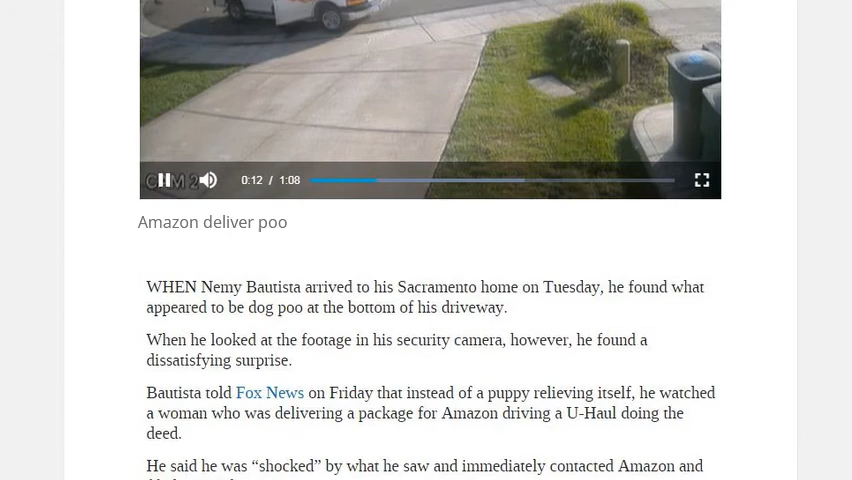 CAM 2
0:12 / 1:08
Amazon deliver poo
WHEN Nemy Bautista arrived to his Sacramento home on Tuesday, he found what
appeared to be dog poo at the bottom of his driveway.
When he looked at the footage in his security camera, however, he found a
dissatisfying surprise.
Bautista told Fox News on Friday that instead of a puppy relieving itself, he watched
a woman who was delivering a package for Amazon driving a U-Haul doing the
deed.
He said he was “shocked” by what he saw and immediately contacted Amazon and